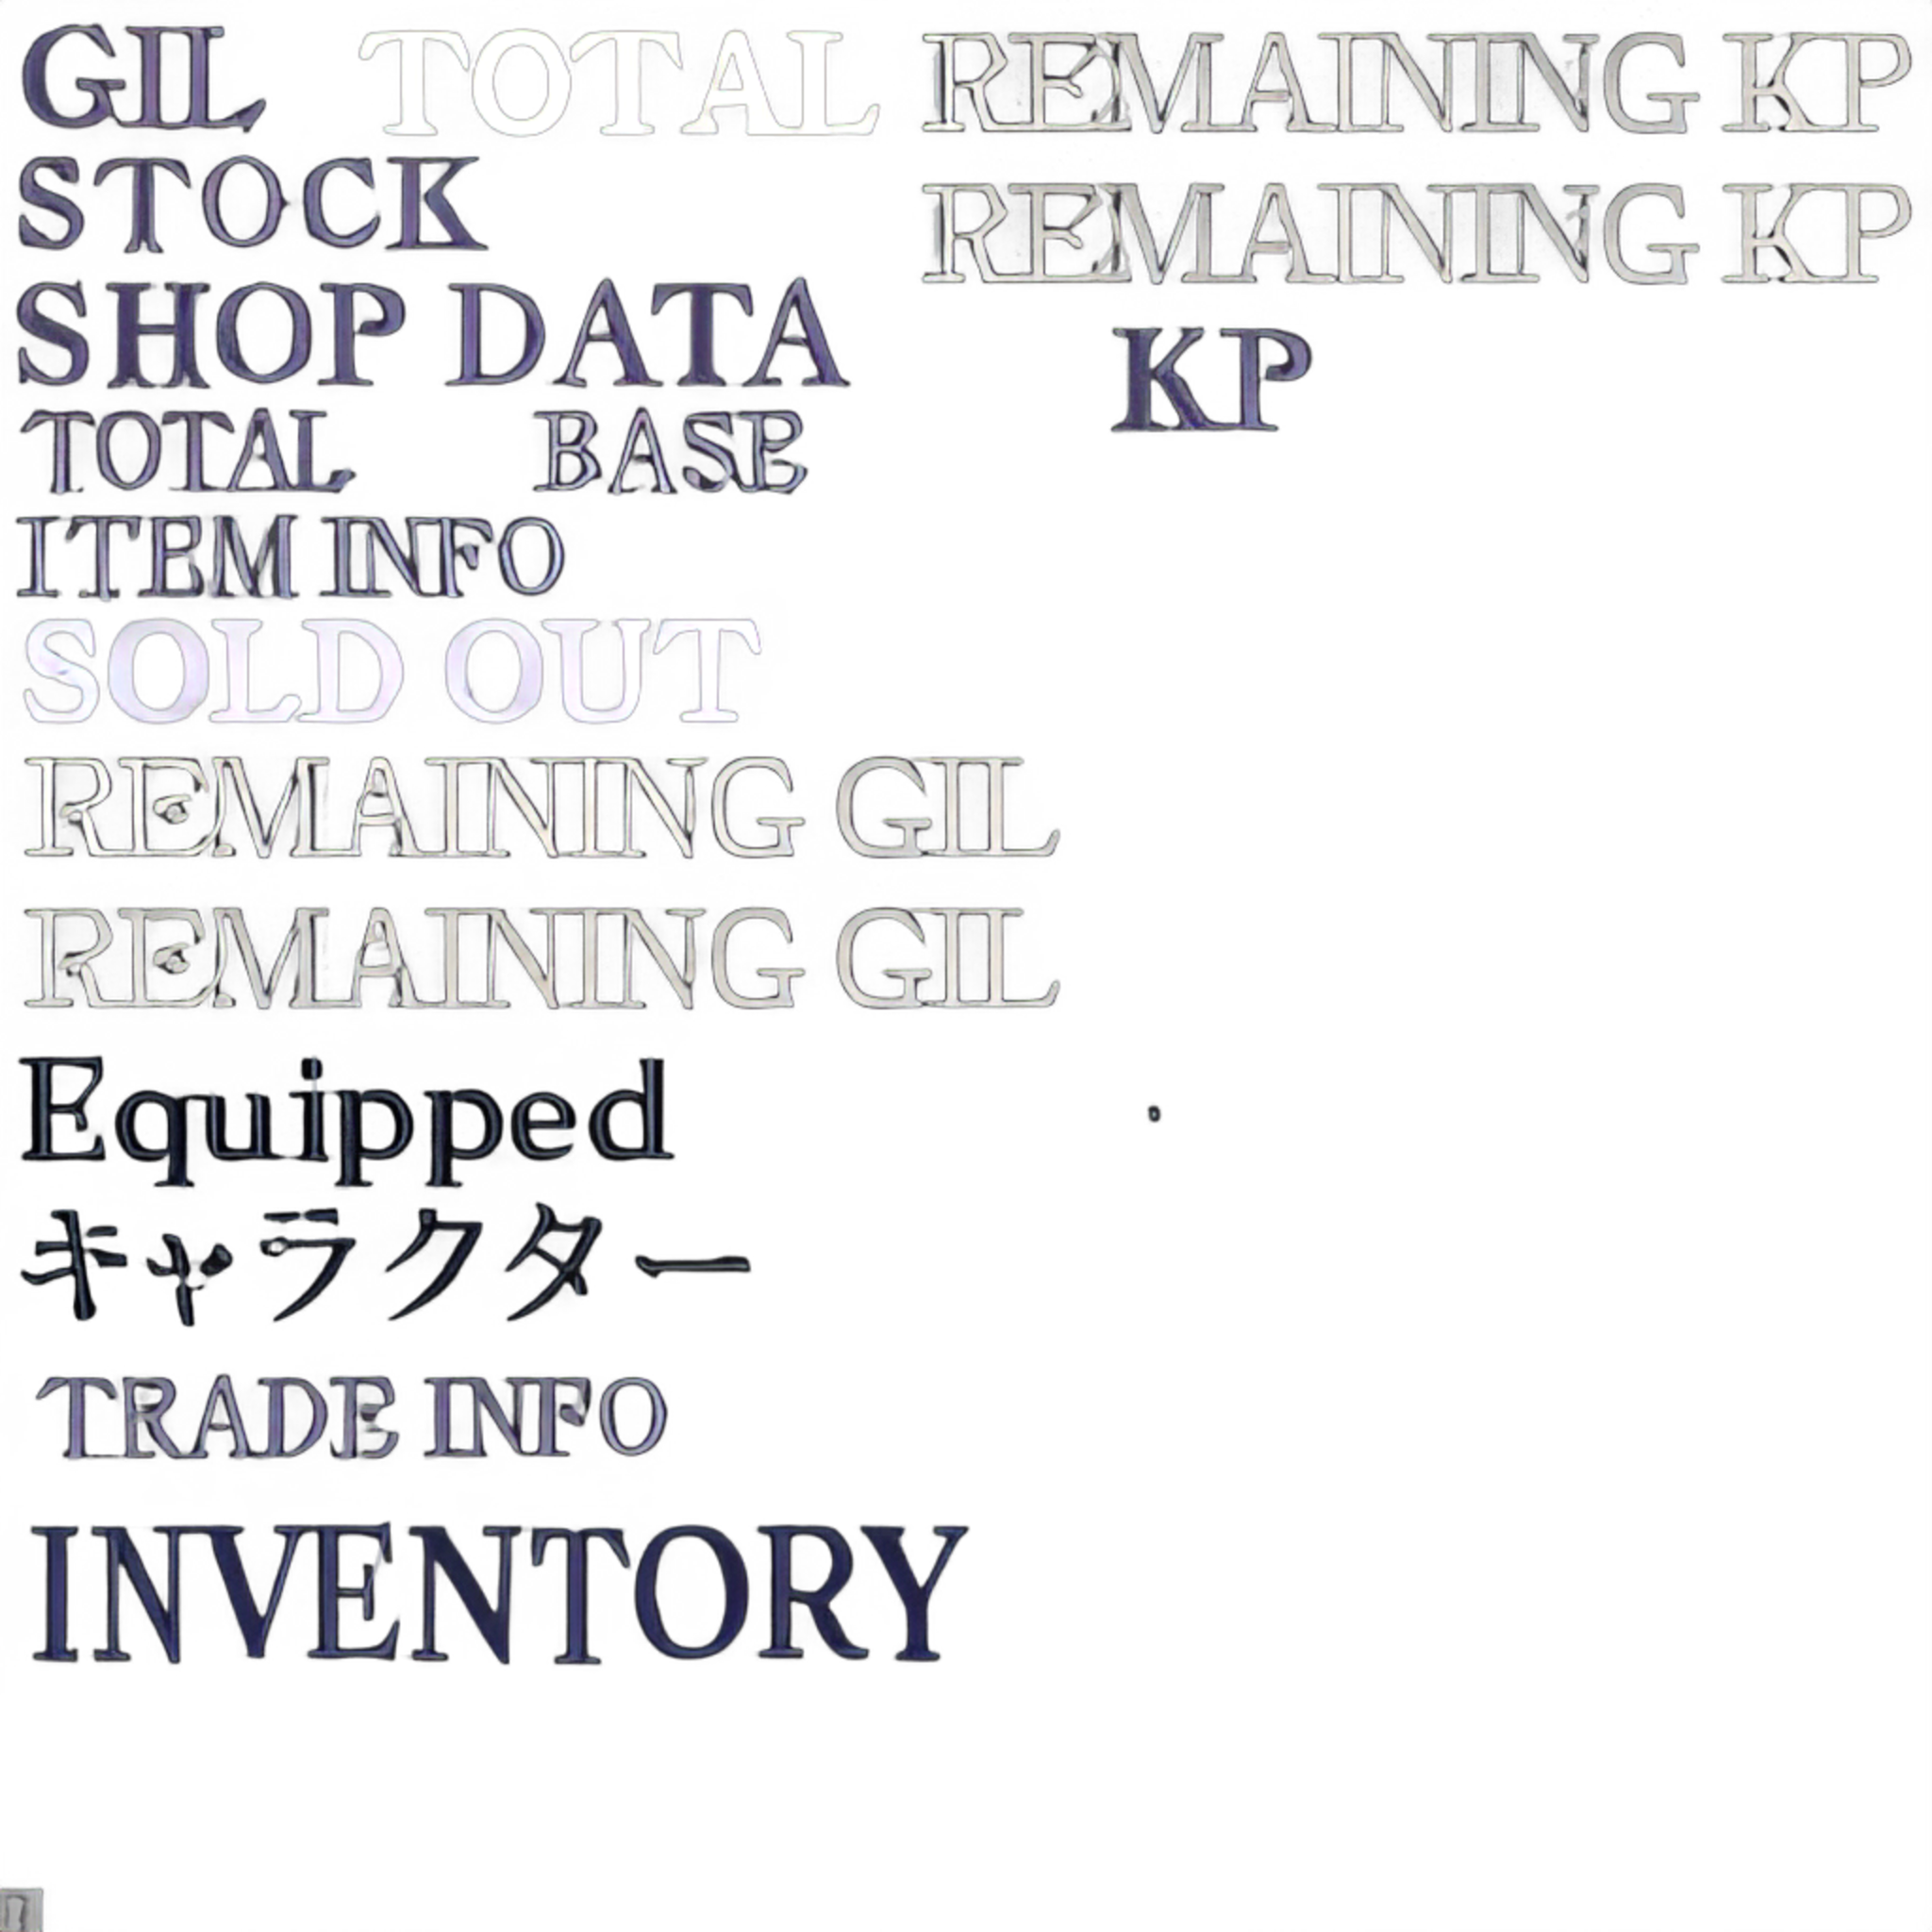 GIL TOTAL REMAINING KP
STOCK REMAINING KP
SHOP DATA KP
TOTAL BASE
ITEM INFO
SOLD OUT
REMAINING GIL
REMAINING GIL
Equipped
キャラクター
TRADE INFO
INVENTORY